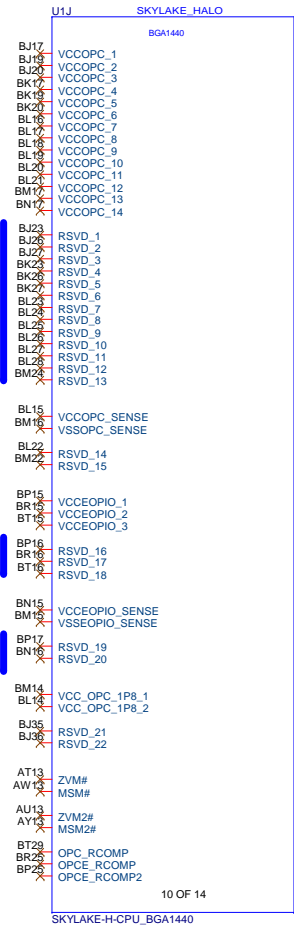 U1J SKYLAKE_HALO
BGA1440
BJ17 VCCOPC_1
BJ19 VCCOPC_2
BJ20 VCCOPC_3
BK17 VCCOPC_4
BK19 VCCOPC_5
BK20 VCCOPC_6
BL16 VCCOPC_7
BL17 VCCOPC_8
BL18 VCCOPC_9
BL19 VCCOPC_10
BL20 VCCOPC_11
BL21 VCCOPC_12
BM17 VCCOPC_13
BN17 VCCOPC_14
BJ23 RSVD_1
BJ26 RSVD_2
BJ27 RSVD_3
BK23 RSVD_4
BK26 RSVD_5
BK27 RSVD_6
BL23 RSVD_7
BL24 RSVD_8
BL25 RSVD_9
BL26 RSVD_10
BL27 RSVD_11
BL28 RSVD_12
BM24 RSVD_13
BL15 VCCOPC_SENSE
BM16 VSSOPC_SENSE
BL22 RSVD_14
BM22 RSVD_15
BP15 VCCEOPIO_1
BR15 VCCEOPIO_2
BT15 VCCEOPIO_3
BP16 RSVD_16
BR16 RSVD_17
BT16 RSVD_18
BN15 VCCEOPIO_SENSE
BM15 VSSEOPIO_SENSE
BP17 RSVD_19
BN16 RSVD_20
BM14 VCC_OPC_1P8_1
BL14 VCC_OPC_1P8_2
BJ35 RSVD_21
BJ36 RSVD_22
AT13 ZVM#
AW13 MSM#
AU13 ZVM2#
AY13 MSM2#
BT29 OPC_RCOMP
BR25 OPCE_RCOMP
BP25 OPCE_RCOMP2
10 OF 14
SKYLAKE-H-CPU_BGA1440